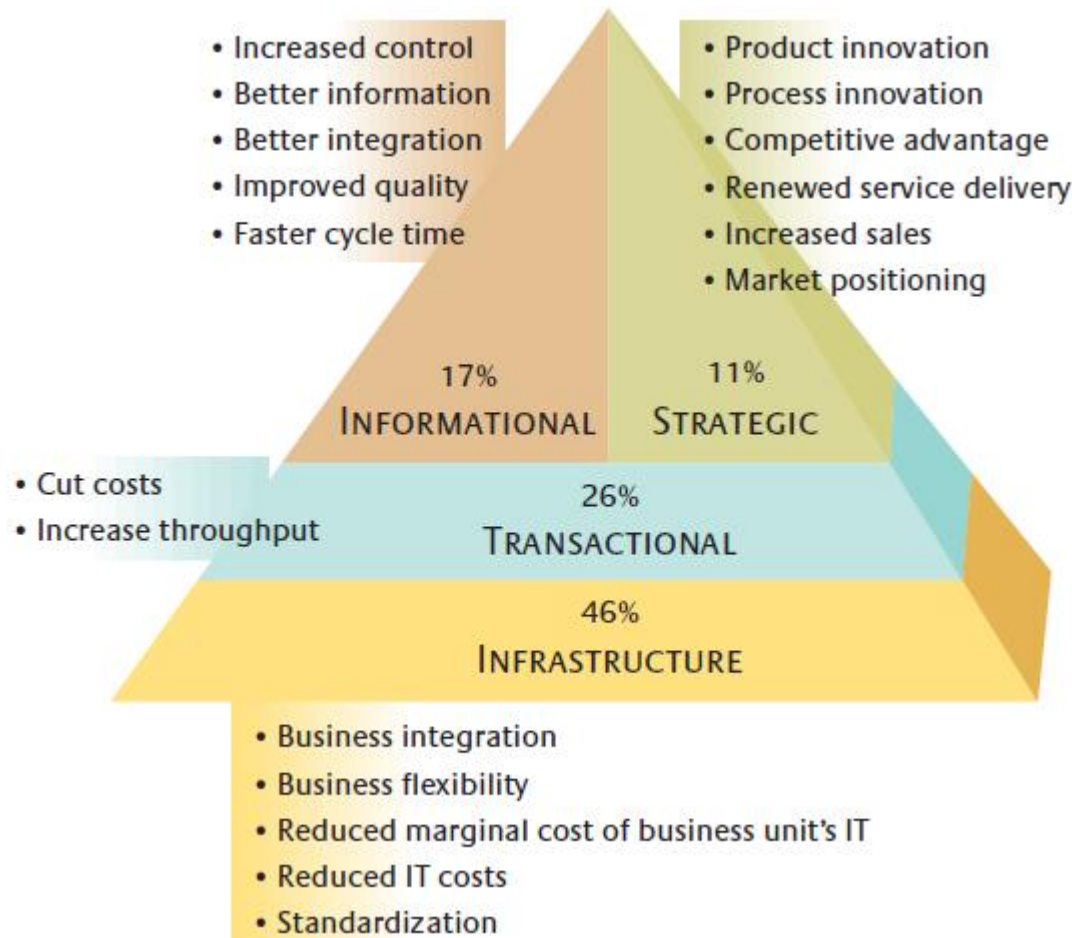 • Increased control
• Better information
• Better integration
• Improved quality
• Faster cycle time
• Product innovation
• Process innovation
• Competitive advantage
• Renewed service delivery
• Increased sales
• Market positioning
17%
INFORMATIONAL
11%
STRATEGIC
• Cut costs
• Increase throughput
26%
TRANSACTIONAL
46%
INFRASTRUCTURE
• Business integration
• Business flexibility
• Reduced marginal cost of business unit's IT
• Reduced IT costs
• Standardization